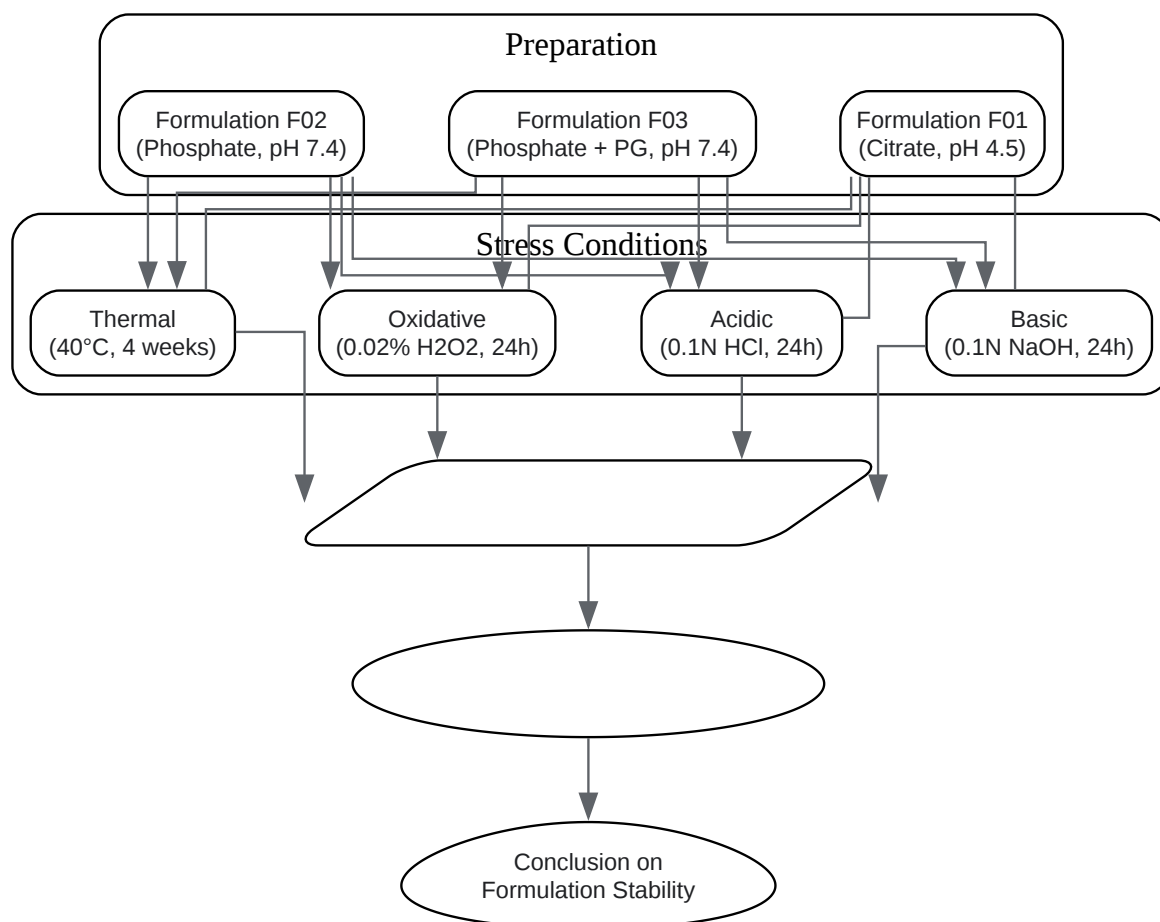 Preparation
Formulation F02
(Phosphate, pH 7.4)
Formulation F03
(Phosphate + PG, pH 7.4)
Formulation F01
(Citrate, pH 4.5)
Stress Conditions
Thermal
(40°C, 4 weeks)
Oxidative
(0.02% H2O2, 24h)
Acidic
(0.1N HCl, 24h)
Basic
(0.1N NaOH, 24h)
Conclusion on
Formulation Stability